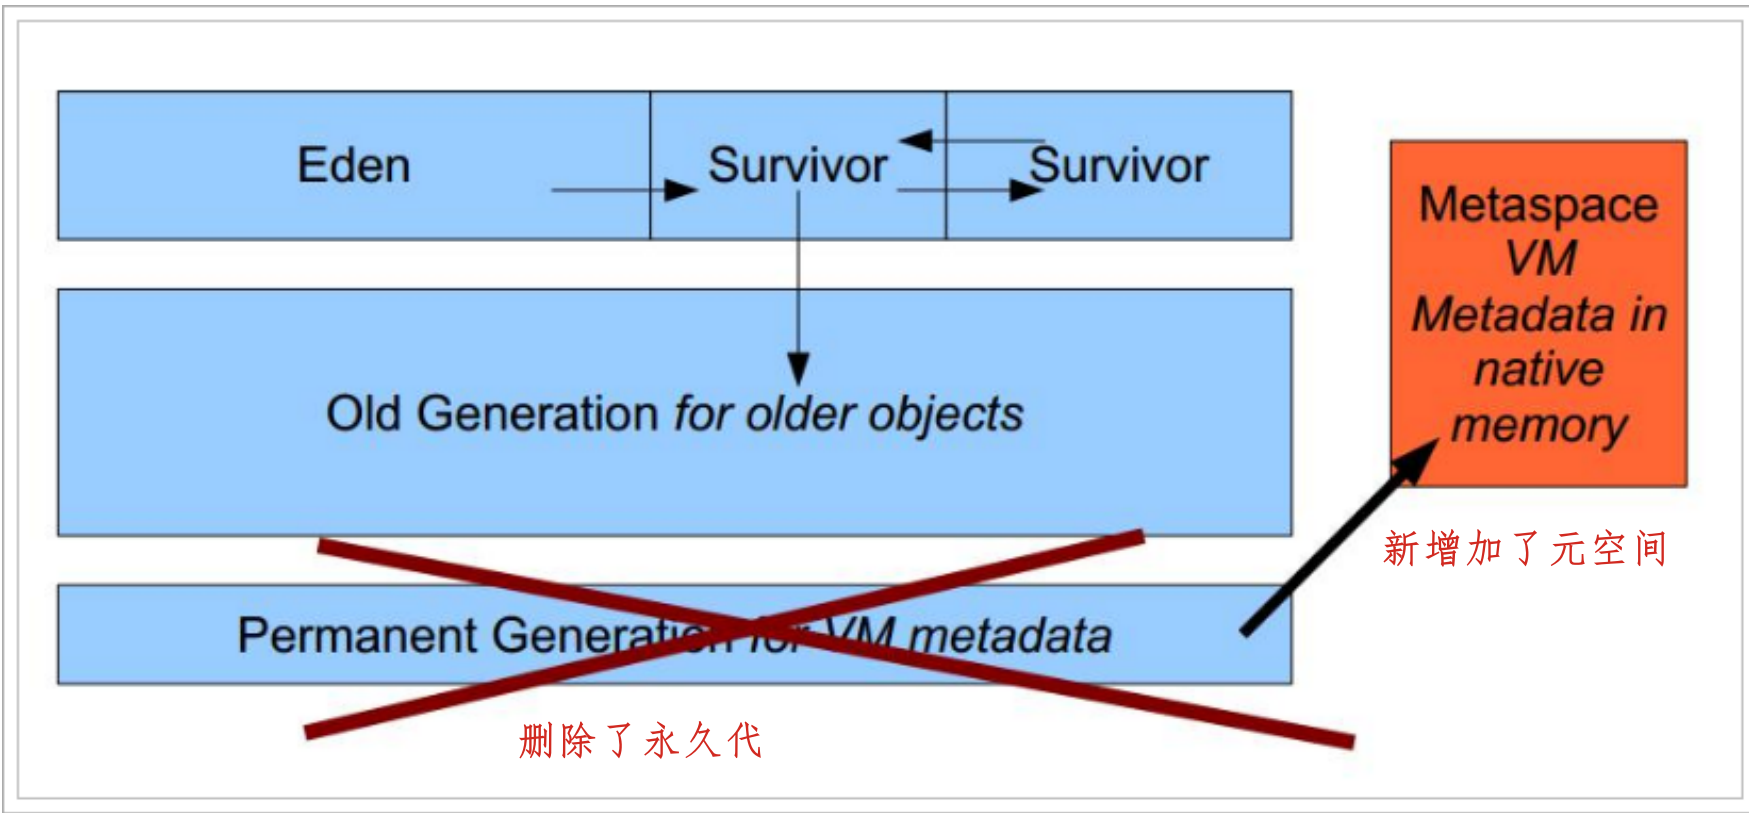 Eden
Survivor
Survivor
Metaspace
VM
Metadata in
native
memory
Old Generation for older objects
新增加了元空间
Permanent Generation for VM metadata
删除了永久代